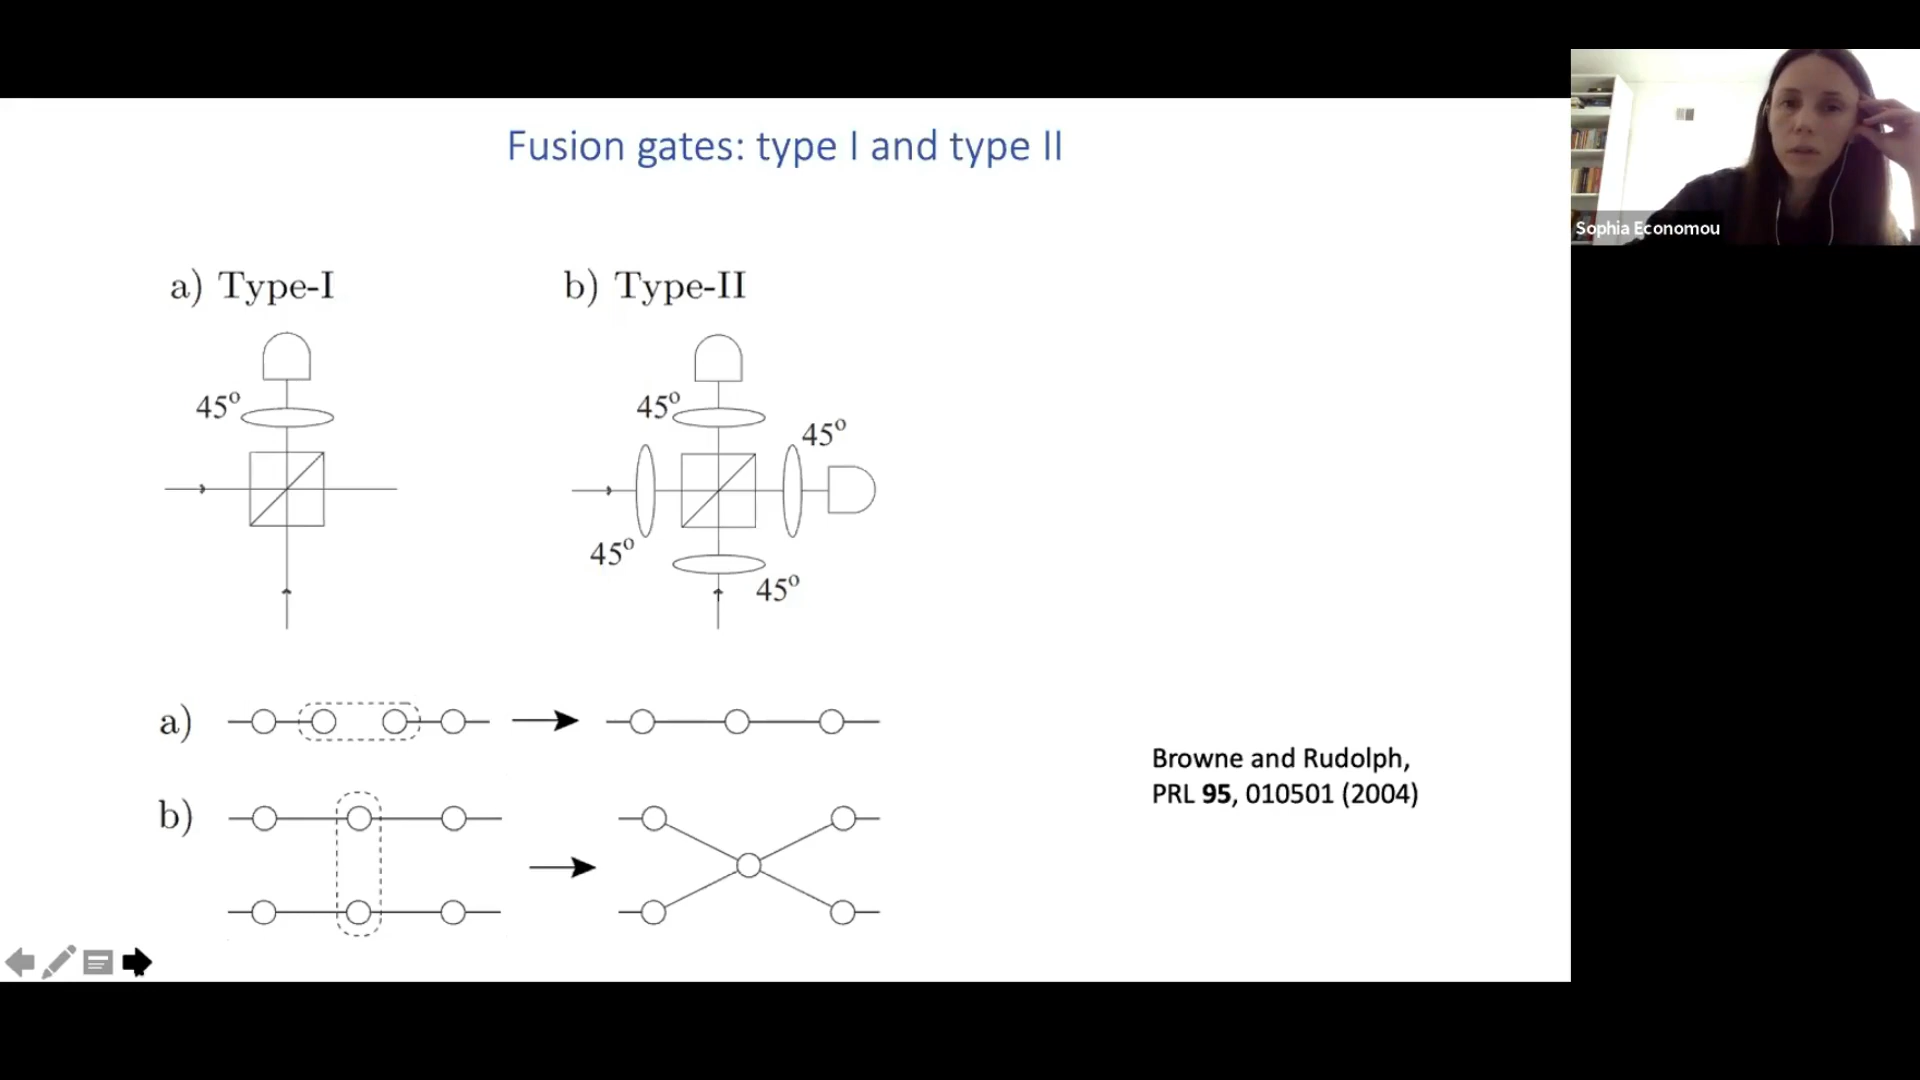 Fusion gates: type I and type II
Sophia Economou
a) Type-I
b) Type-II
45º
45º
45º
45º
45º
a)
b)
Browne and Rudolph,
PRL 95, 010501 (2004)